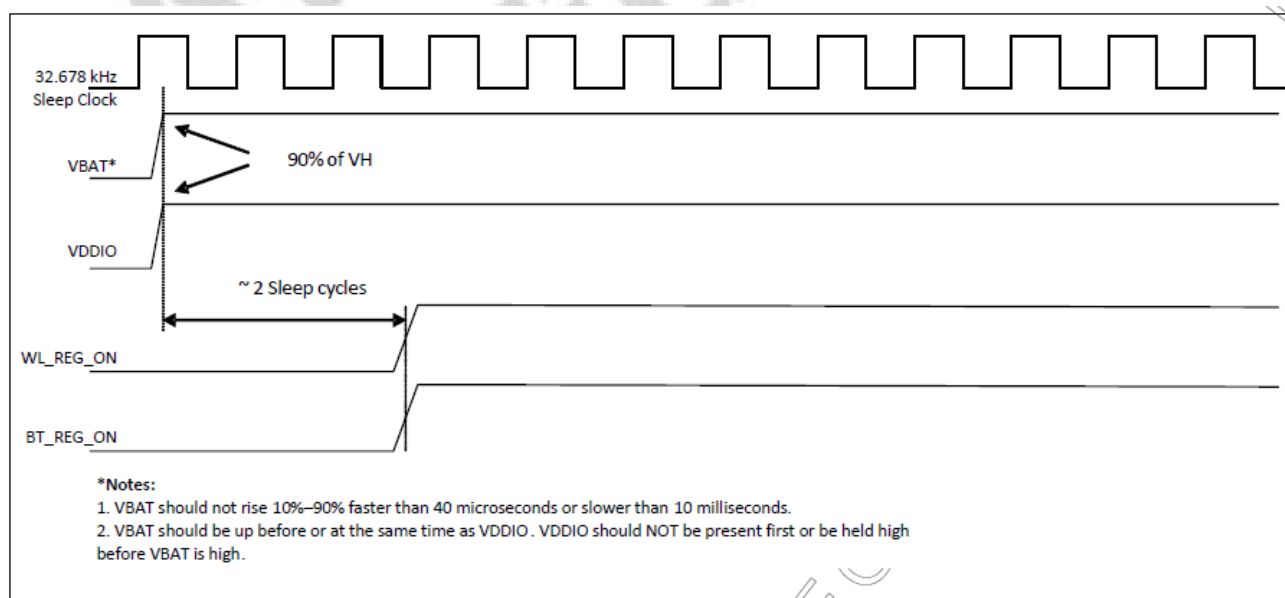 32.678 kHz
Sleep Clock
VBAT*
90% of VH
VDDIO
~ 2 Sleep cycles
WL_REG_ON
BT_REG_ON
*Notes:
1. VBAT should not rise 10%–90% faster than 40 microseconds or slower than 10 milliseconds.
2. VBAT should be up before or at the same time as VDDIO. VDDIO should NOT be present first or be held high
before VBAT is high.